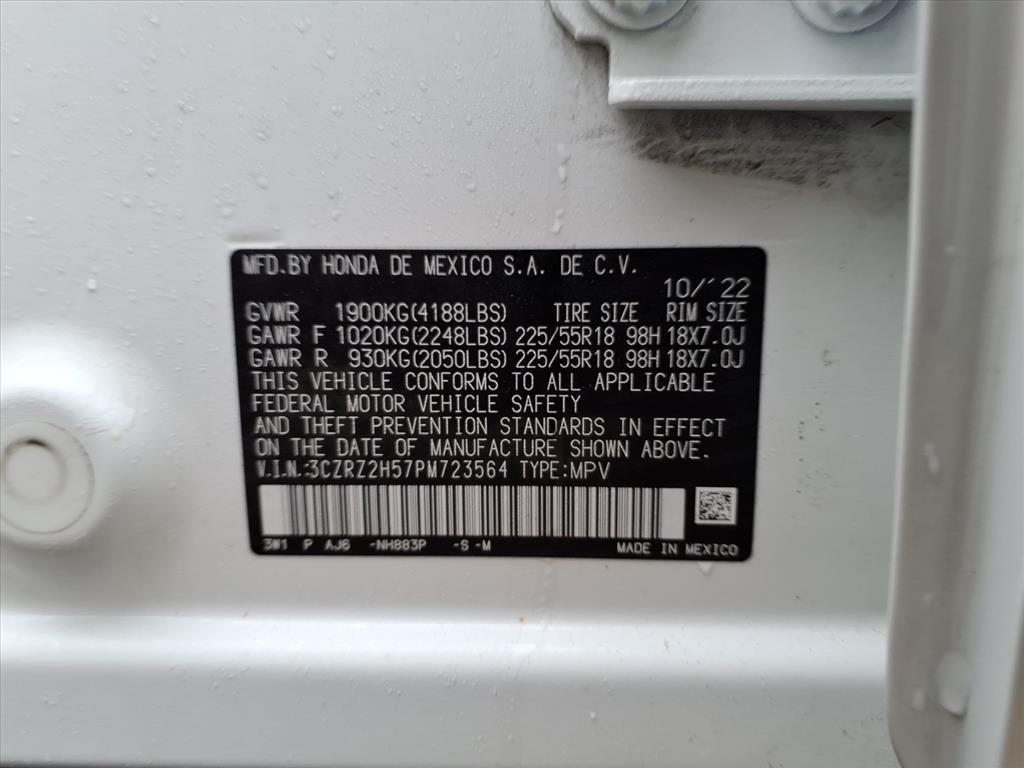 MFD.BY HONDA DE MEXICO S.A. DE C.V.
10/'22
GVWR 1900KG(4188LBS) TIRE SIZE RIM SIZE
GAWR F 1020KG(2248LBS) 225/55R18 98H 18X7.0J
GAWR R 930KG(2050LBS) 225/55R18 98H 18X7.0J
THIS VEHICLE CONFORMS TO ALL APPLICABLE
FEDERAL MOTOR VEHICLE SAFETY
AND THEFT PREVENTION STANDARDS IN EFFECT
ON THE DATE OF MANUFACTURE SHOWN ABOVE.
V.I.N.:3CZRZ2H57PM723564 TYPE:MPV
3W1 P AJ6 -NH883P -S -M MADE IN MEXICO